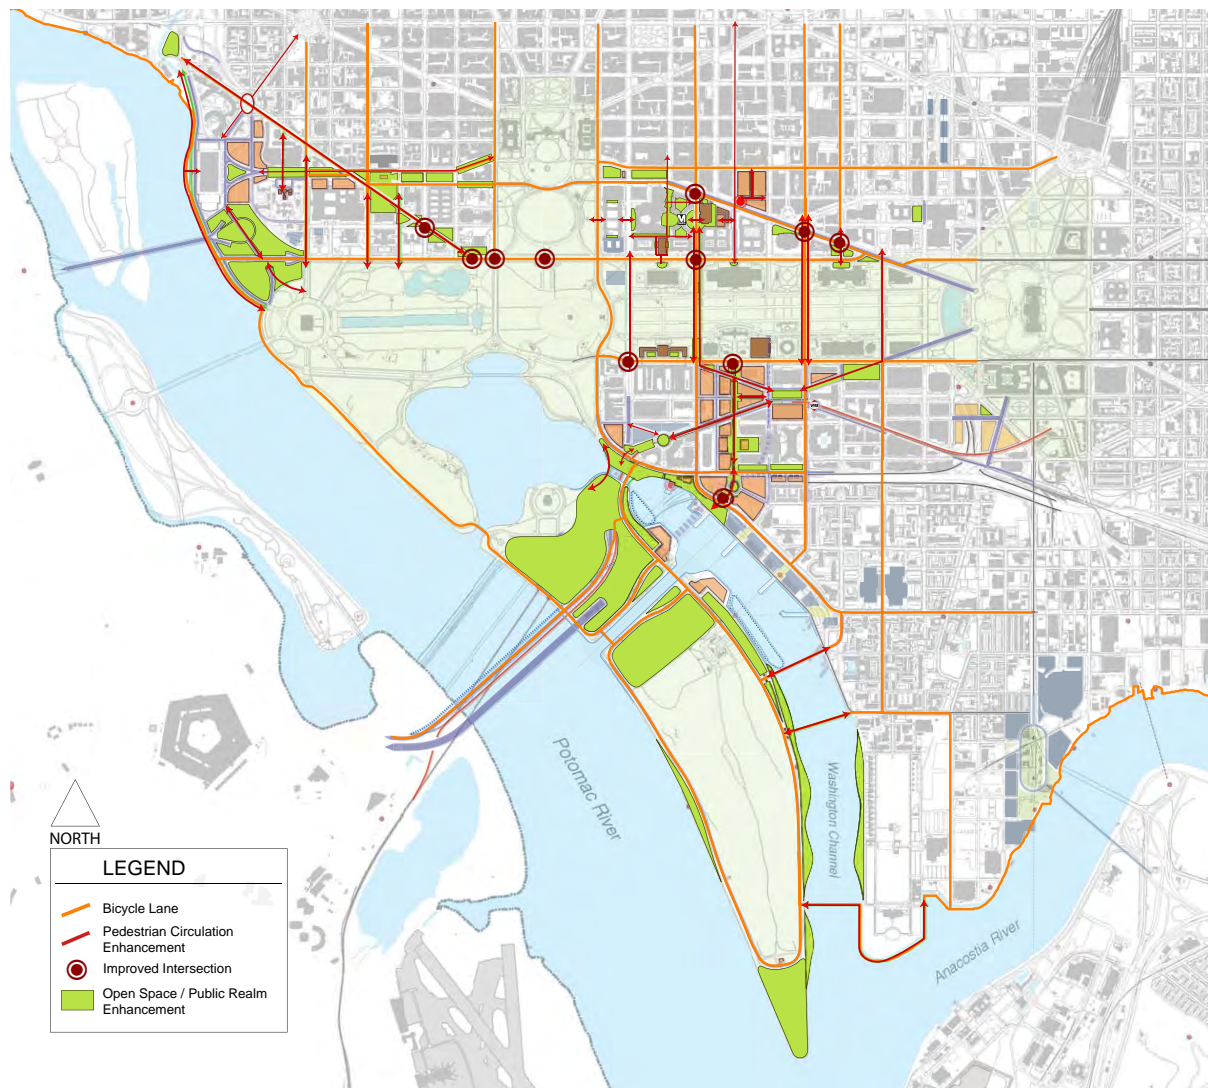 M
Potomac River
Washington Channel
NORTH
LEGEND
Bicycle Lane
Pedestrian Circulation
Enhancement
Improved Intersection
Open Space / Public Realm
Enhancement
Anacostia River